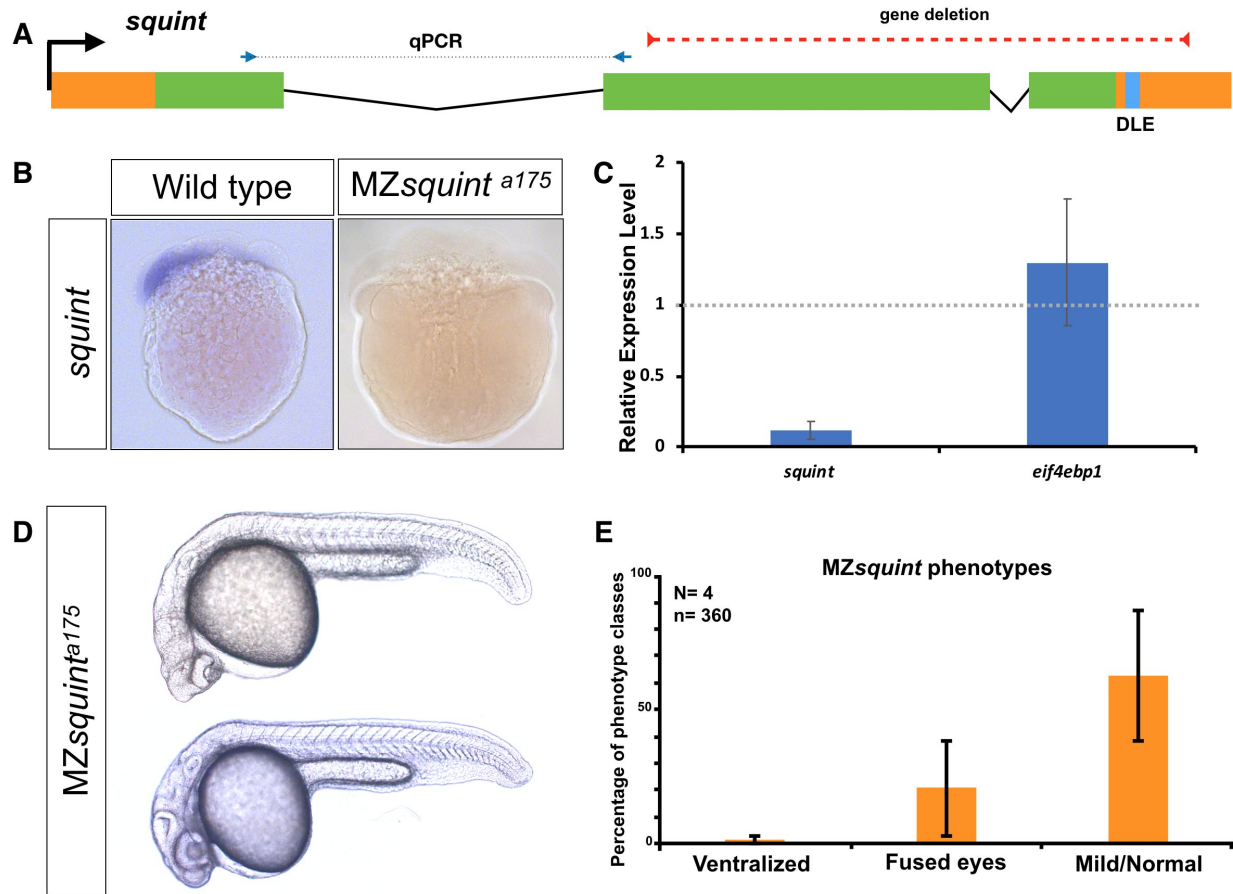 A
squint
qPCR
gene deletion
DLE
B
Wild type
MZsquint a175
squint
C
Relative Expression Level
2
1.5
1
0.5
0
squint
eif4ebp1
D
MZsquinta175
E
MZsquint phenotypes
N= 4
n= 360
Percentage of phenotype classes
100
50
0
Ventralized
Fused eyes
Mild/Normal